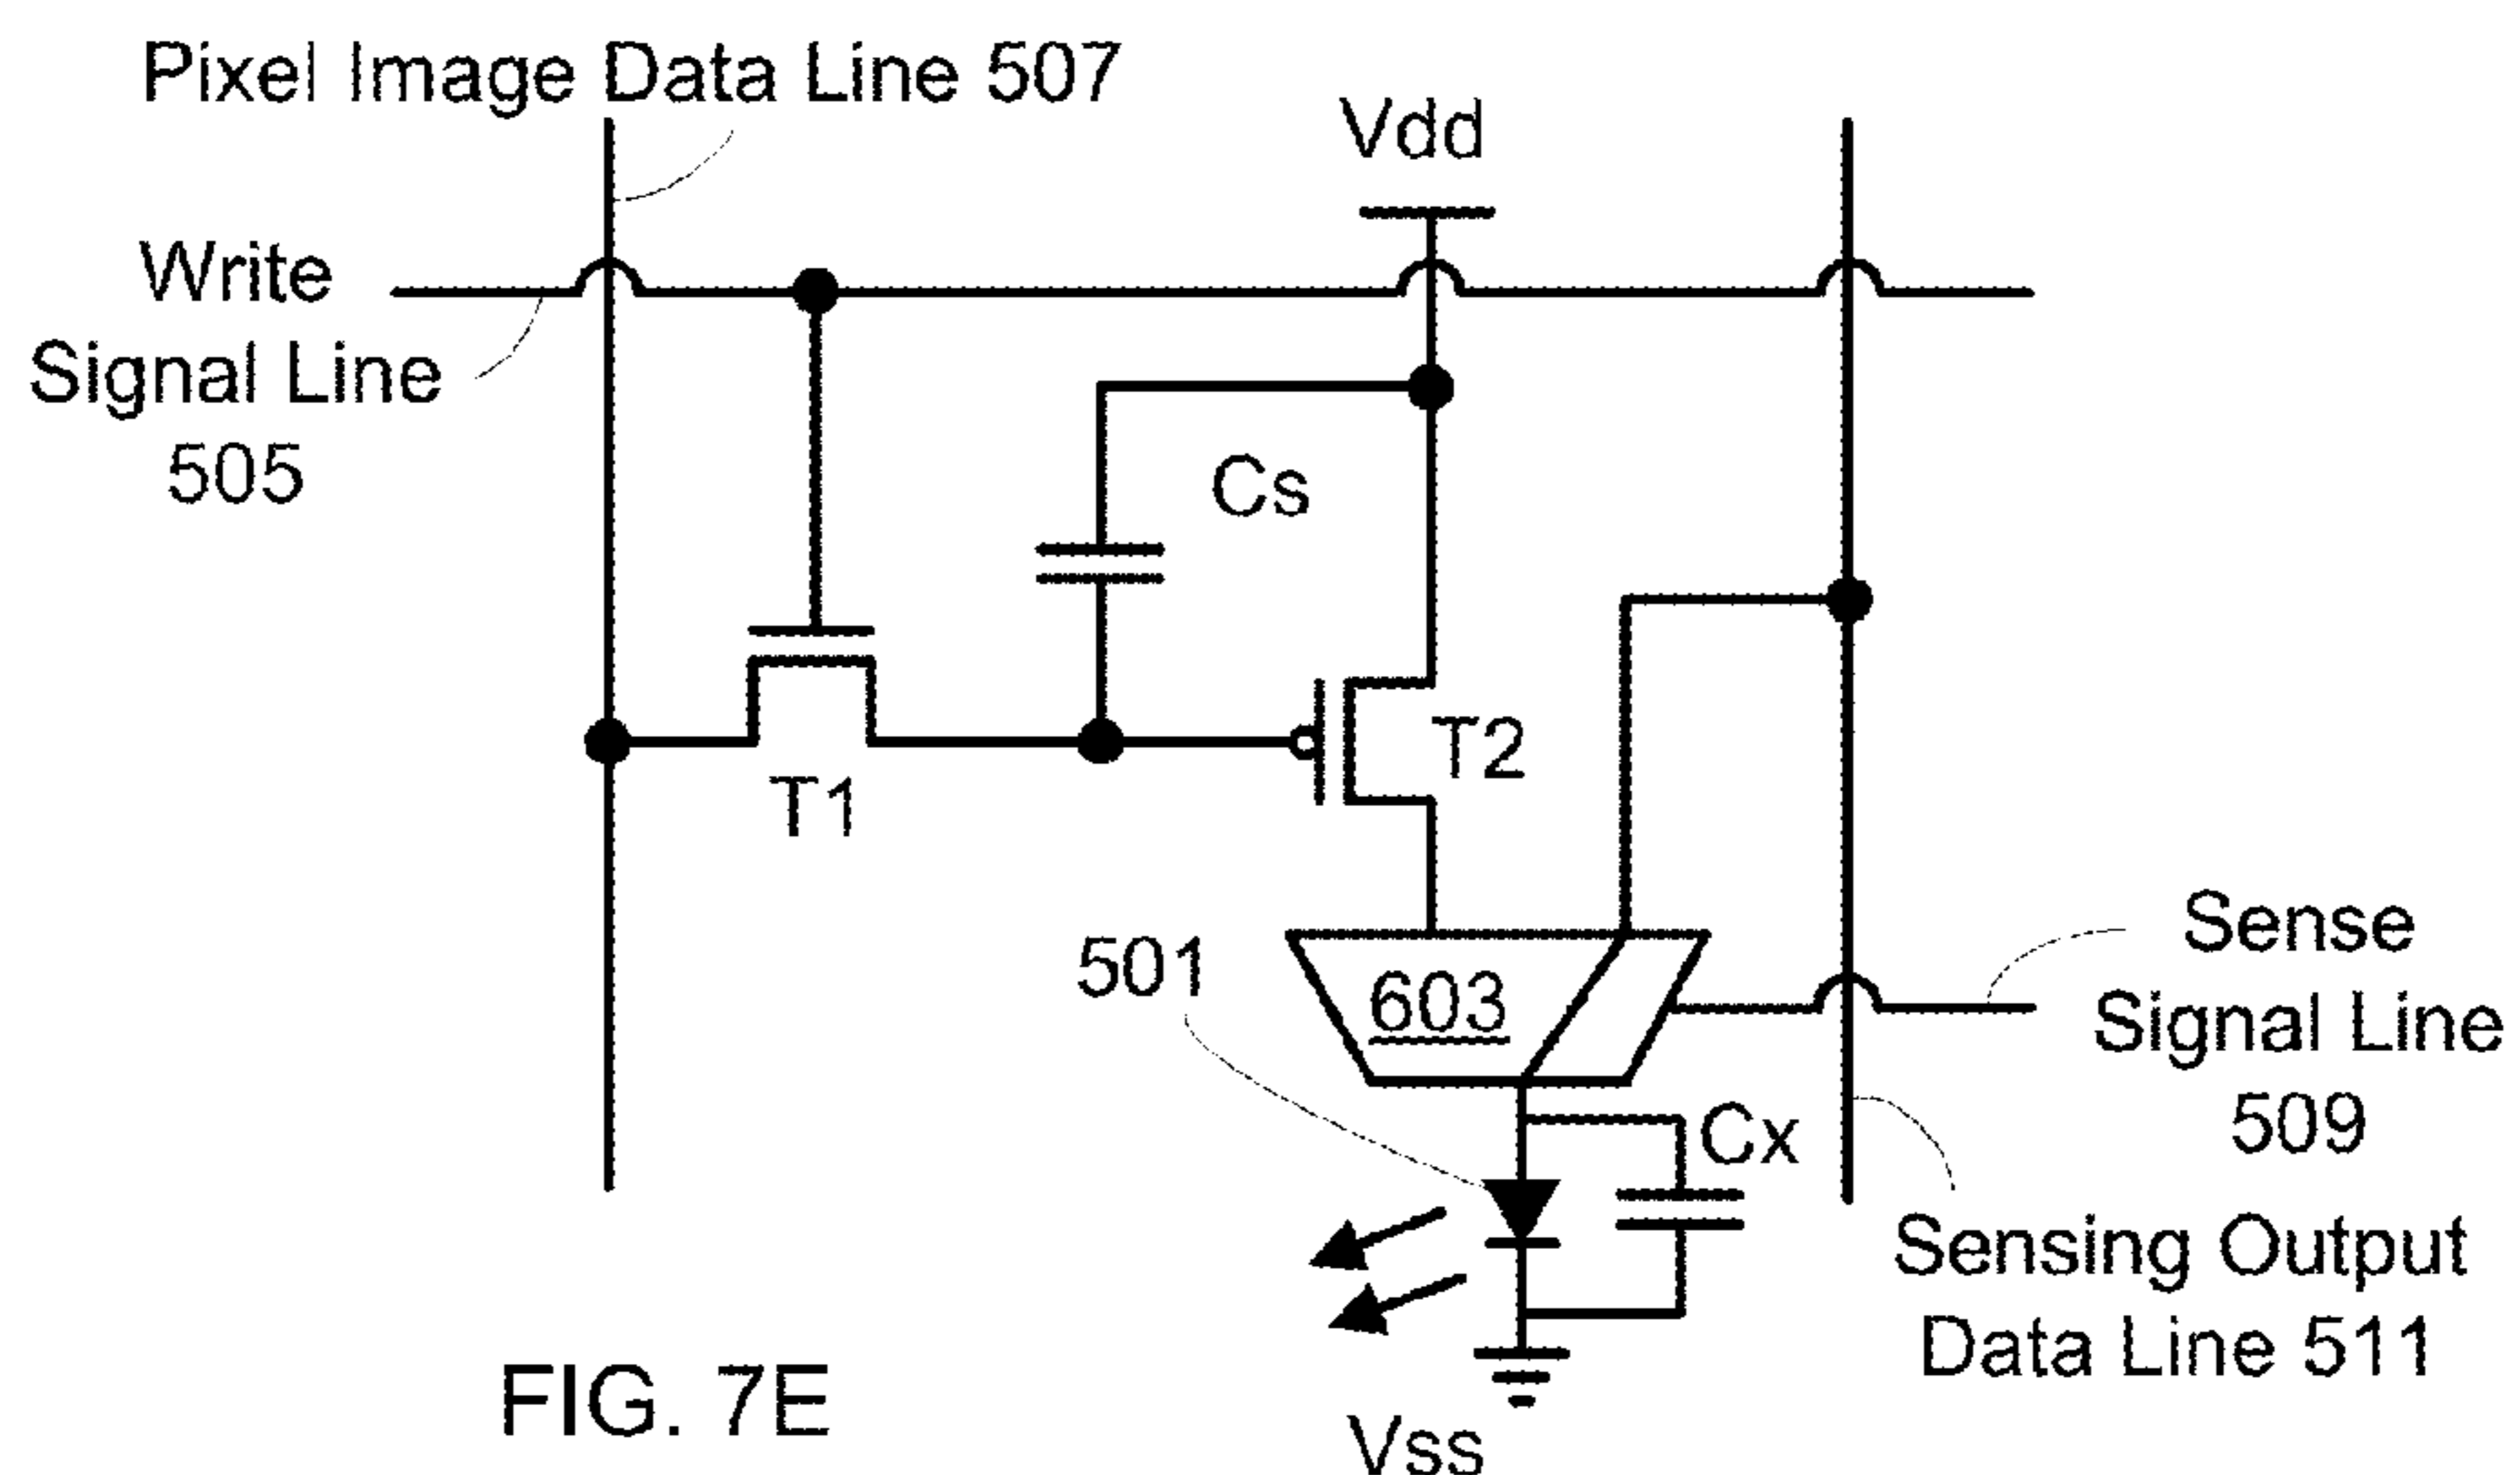 Pixel Image Data Line 507
Vdd
Write
Signal Line
505
Cs
T2
T1
Sense
Signal Line
509
501
603
Cx
Sensing Output
Data Line 511
FIG. 7E
Vss